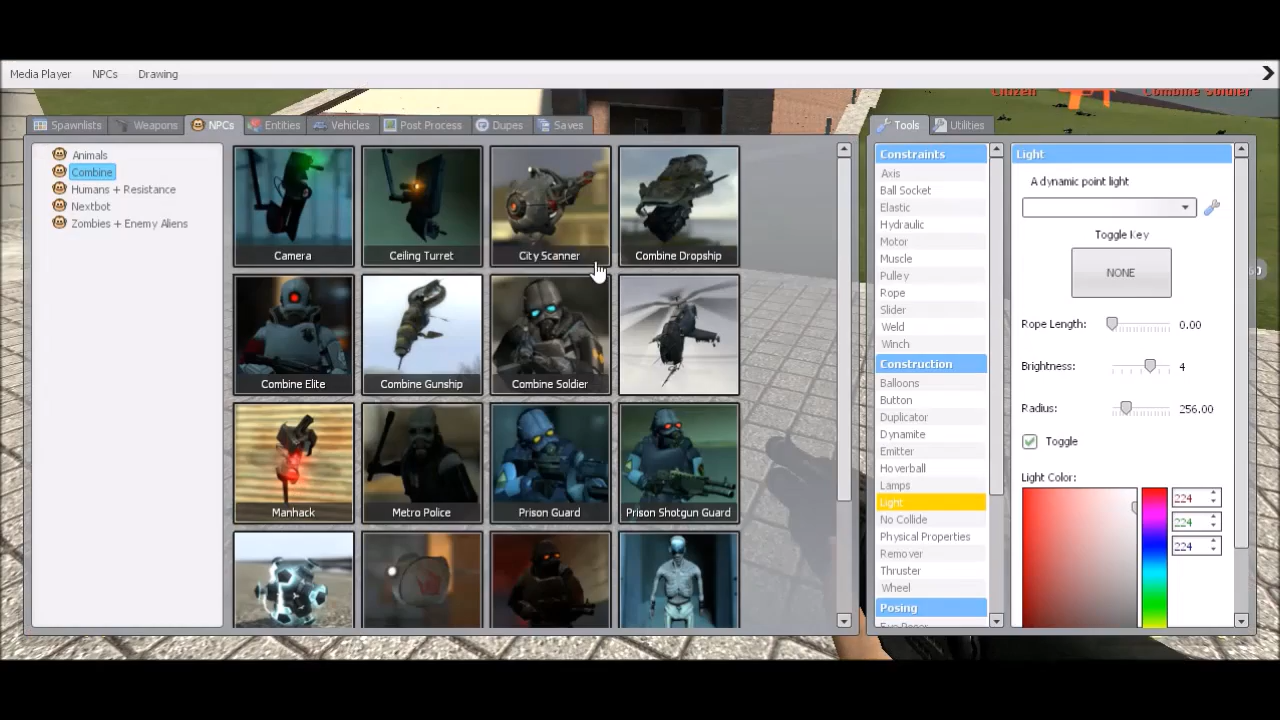 Media Player NPCs Drawing
Citizen Combine Soldier
Spawnlists Weapons NPCs Entities Vehicles Post Process Dupes Saves
Animals
Combine
Humans + Resistance
Nextbot
Zombies + Enemy Aliens
Camera Ceiling Turret City Scanner Combine Dropship
Combine Elite Combine Gunship Combine Soldier
Manhack Metro Police Prison Guard Prison Shotgun Guard
Tools Utilities
Constraints
Axis
Ball Socket
Elastic
Hydraulic
Motor
Muscle
Pulley
Rope
Slider
Weld
Winch
Construction
Balloons
Button
Duplicator
Dynamite
Emitter
Hoverball
Lamps
Light
No Collide
Physical Properties
Remover
Thruster
Wheel
Posing
Light
A dynamic point light
Toggle Key
NONE
Rope Length: 0.00
Brightness: 4
Radius: 256.00
Toggle
Light Color:
224
224
224